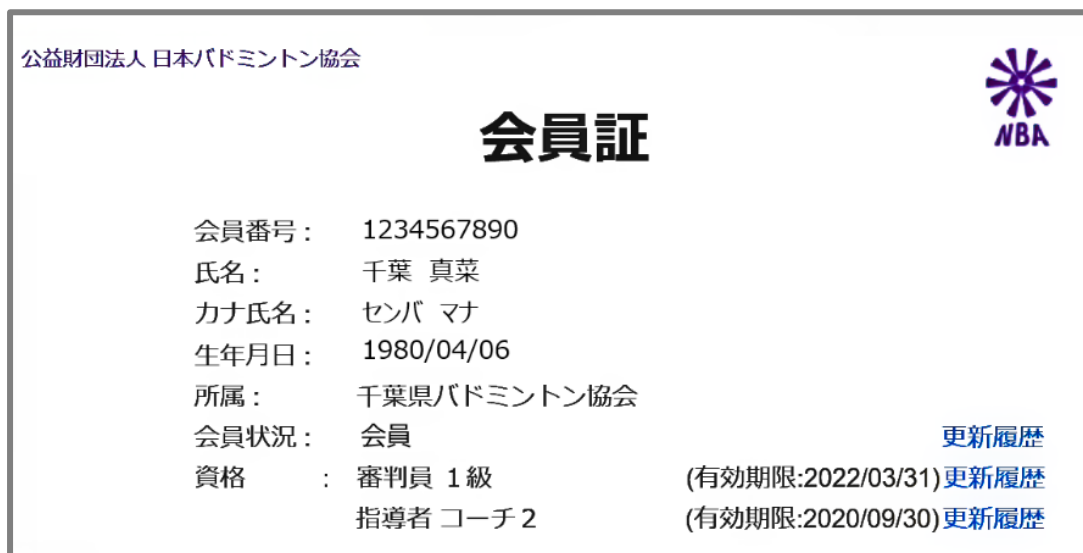 公益財団法人 日本バドミントン協会
NBA
会員証
会員番号： 1234567890
氏名： 千葉 真菜
カナ氏名： センバ マナ
生年月日： 1980/04/06
所属： 千葉県バドミントン協会
会員状況： 会員 更新履歴
資格 ： 審判員 １級 (有効期限:2022/03/31)更新履歴
指導者 コーチ２ (有効期限:2020/09/30)更新履歴